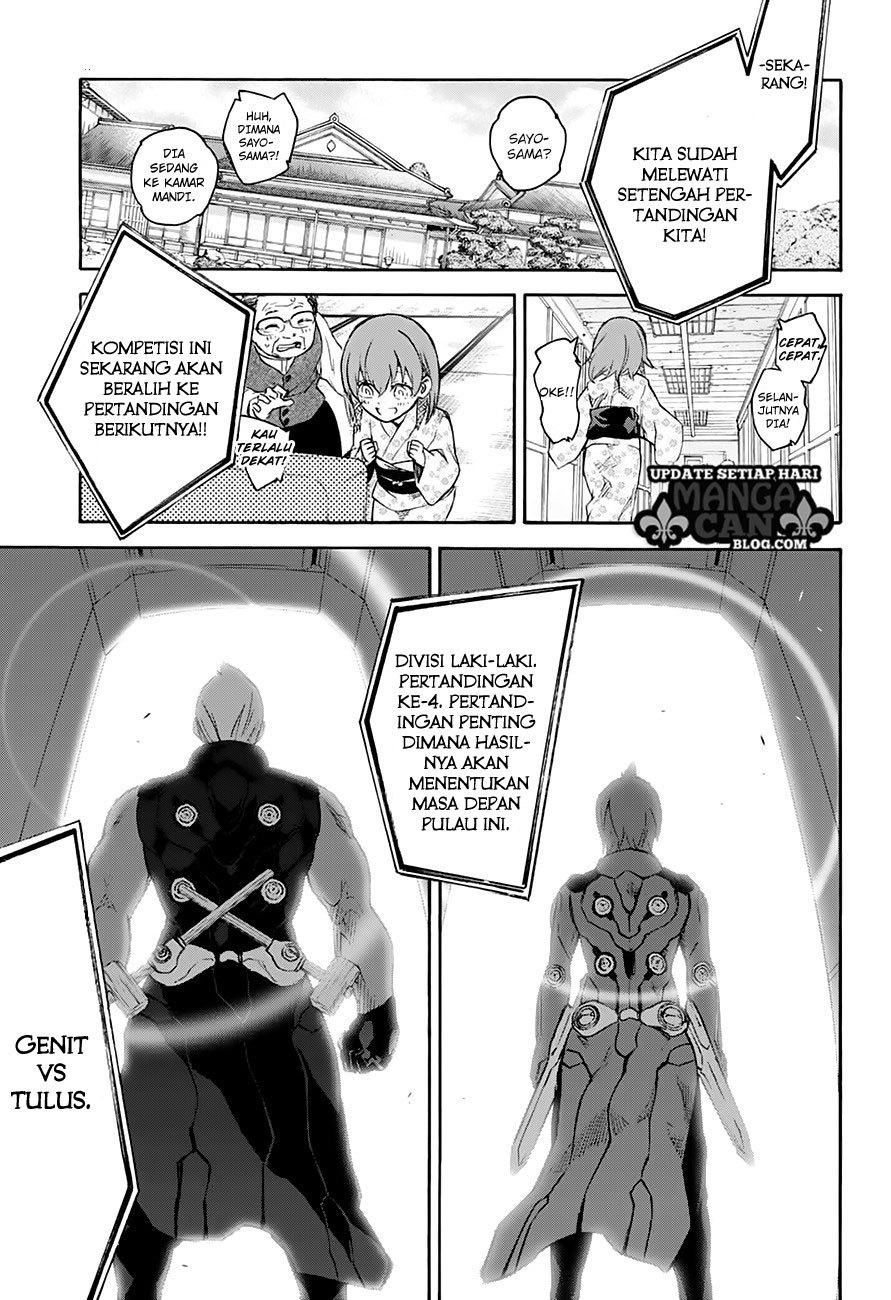 -SEKA-
RANG!
KITA SUDAH
MELEWATI
SETENGAH PER-
TANDINGAN
KITA!
SAYO-
SAMA?
HUH,
DIMANA
SAYO-
SAMA?!
DIA
SEDANG
KE KAMAR
MANDI.
CEPAT,
CEPAT.
SELAN-
JUTNYA
DIA!
OKE!!
KAU
TERLALU
DEKAT!
KOMPETISI INI
SEKARANG AKAN
BERALIH KE
PERTANDINGAN
BERIKUTNYA!!
UPDATE SETIAP HARI
MANGA
CAN
BLOG.COM
DIVISI LAKI-LAKI.
PERTANDINGAN
KE-4. PERTAND-
INGAN PENTING
DIMANA HASIL-
NYA AKAN
MENENTUKAN
MASA DEPAN
PULAU INI.
GENIT
VS
TULUS.